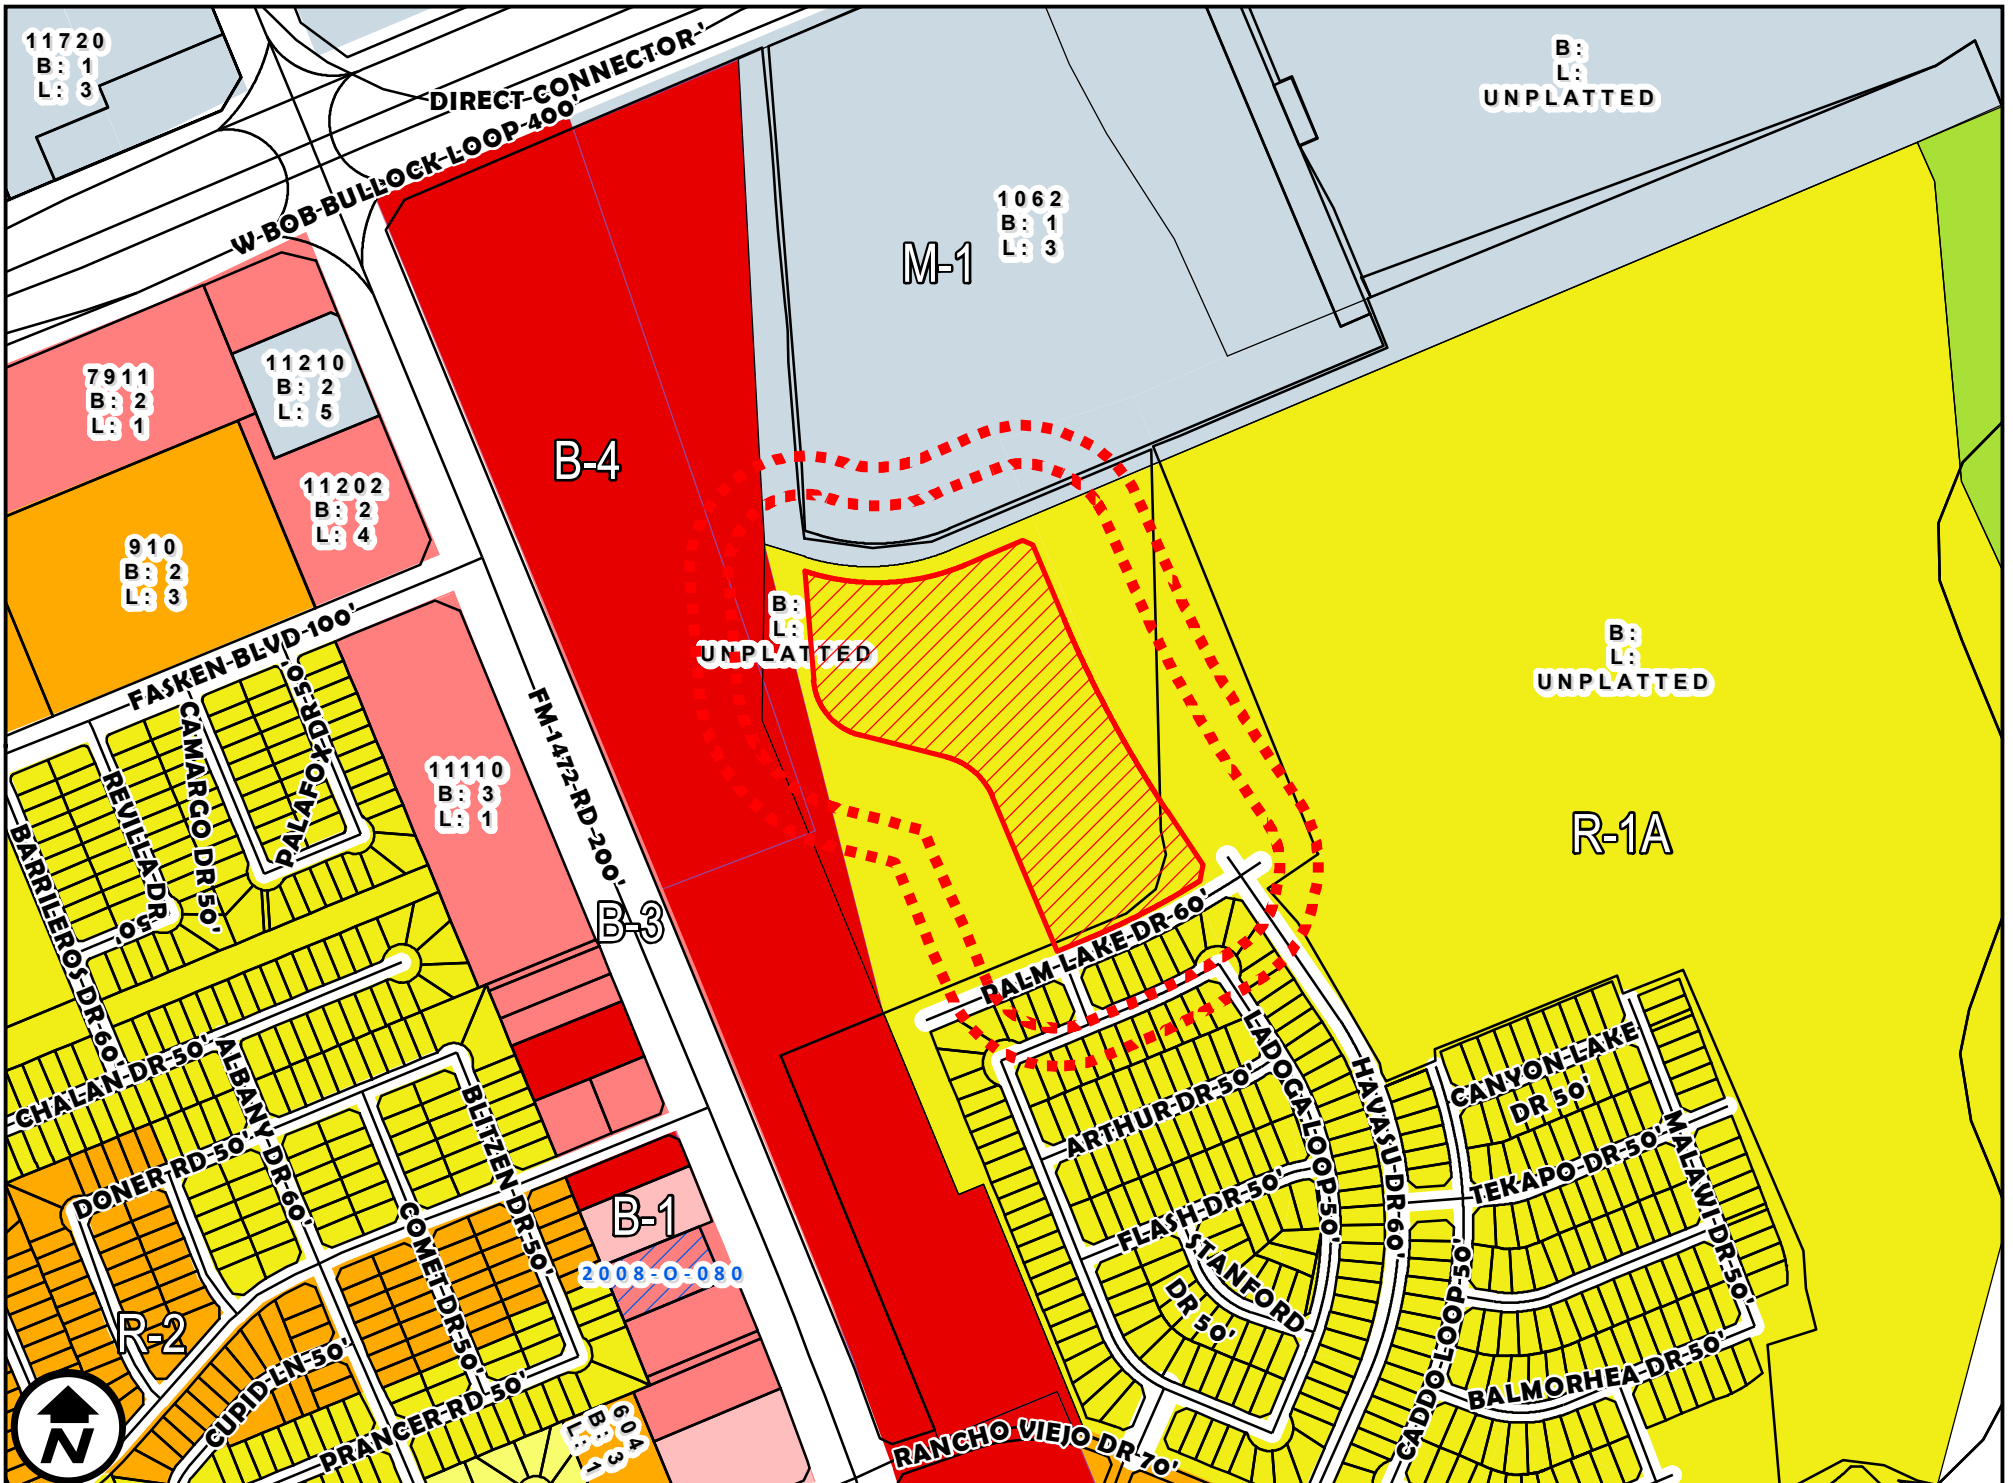 11720
B: 1
L: 3
DIRECT CONNECTOR '
W BOB BULLOCK LOOP 400'
B:
L:
UNPLATTED
1062
B: 1
L: 3
M-1
7911
B: 2
L: 1
11210
B: 2
L: 5
B-4
11202
B: 2
L: 4
910
B: 2
L: 3
B:
L:
UNPLATTED
B:
L:
UNPLATTED
FASKEN BLVD 100'
PALAFOX DR 50'
CAMARGO DR 50'
REVILLA DR 50'
BARRILEROS DR 60'
FM 1472 RD 200'
11110
B: 3
L: 1
R-1A
B-3
PALM LAKE DR 60'
CHALAN DR 50'
ALBANY DR 60'
BLITZEN DR 50'
DONER RD 50'
COMET DR 50'
LADOGA LOOP 50'
HAVASU DR 60'
ARTHUR DR 50'
CANYON LAKE
DR 50'
TEKAPO DR 50'
MALAWI DR 50'
FLASH DR 50'
STANFORD
DR 50'
B-1
2008-O-080
R-2
CUPID LN 50'
PRANCER RD 50'
CADDO LOOP 50'
BALMORHEA DR 50'
604
B: 3
L: 1
RANCHO VIEJO DR 70'
N